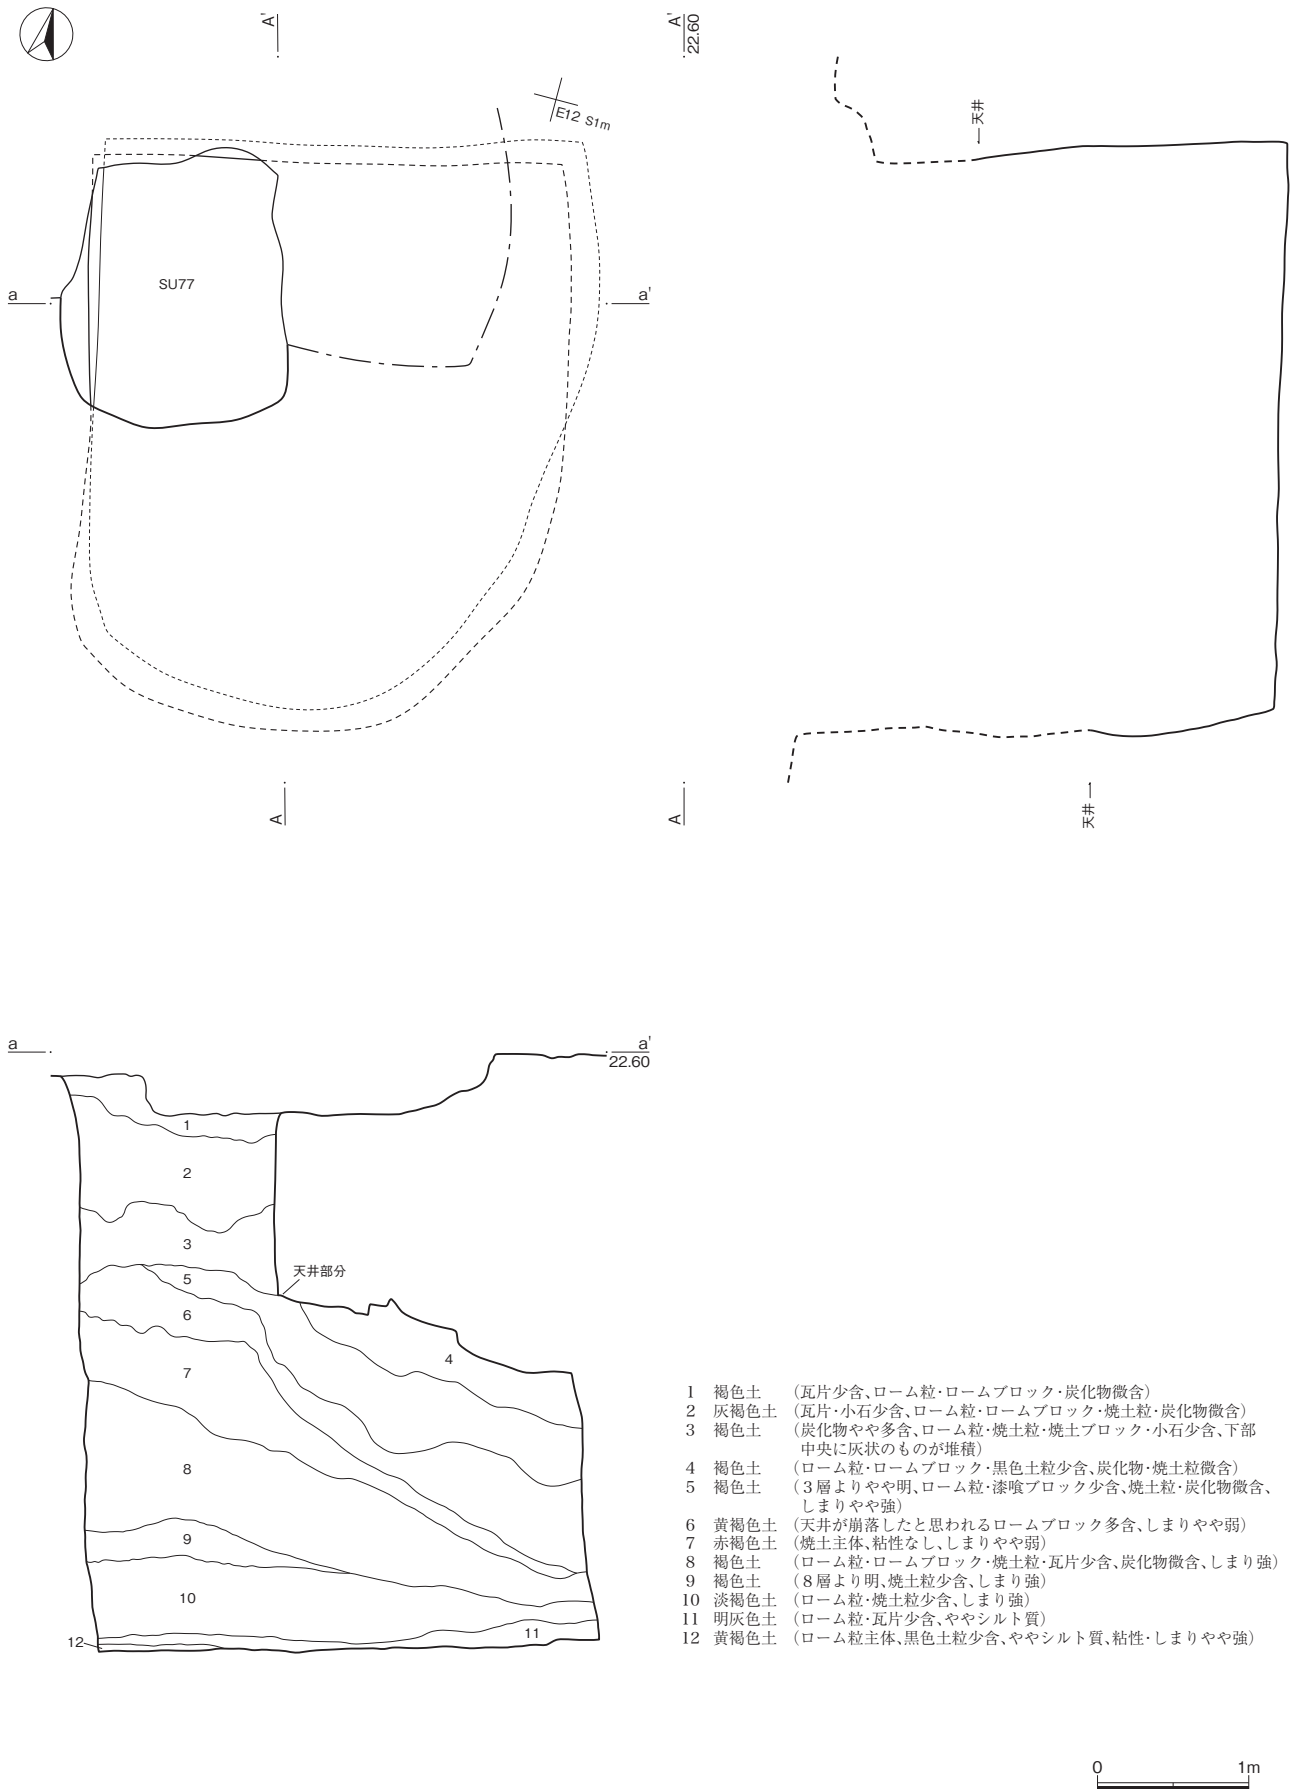 A'
A'
22.60
E12 S1m
天井
SU77
a
a'
A
A
天井
a
a'
22.60
1
2
3
5
天井部分
6
4
7
8
9
10
11
12
1 褐色土 （瓦片少含、ローム粒・ロームブロック・炭化物微含）
2 灰褐色土 （瓦片・小石少含、ローム粒・ロームブロック・焼土粒・炭化物微含）
3 褐色土 （炭化物やや多含、ローム粒・焼土粒・焼土ブロック・小石少含、下部
中央に灰状のものが堆積）
4 褐色土 （ローム粒・ロームブロック・黒色土粒少含、炭化物・焼土粒微含）
5 褐色土 （３層よりやや明、ローム粒・漆喰ブロック少含、焼土粒・炭化物微含、
しまりやや強）
6 黄褐色土 （天井が崩落したと思われるロームブロック多含、しまりやや弱）
7 赤褐色土 （焼土主体、粘性なし、しまりやや弱）
8 褐色土 （ローム粒・ロームブロック・焼土粒・瓦片少含、炭化物微含、しまり強）
9 褐色土 （８層より明、焼土粒少含、しまり強）
10 淡褐色土 （ローム粒・焼土粒少含、しまり強）
11 明灰色土 （ローム粒・瓦片少含、ややシルト質）
12 黄褐色土 （ローム粒主体、黒色土粒少含、ややシルト質、粘性・しまりやや強）
0 1m